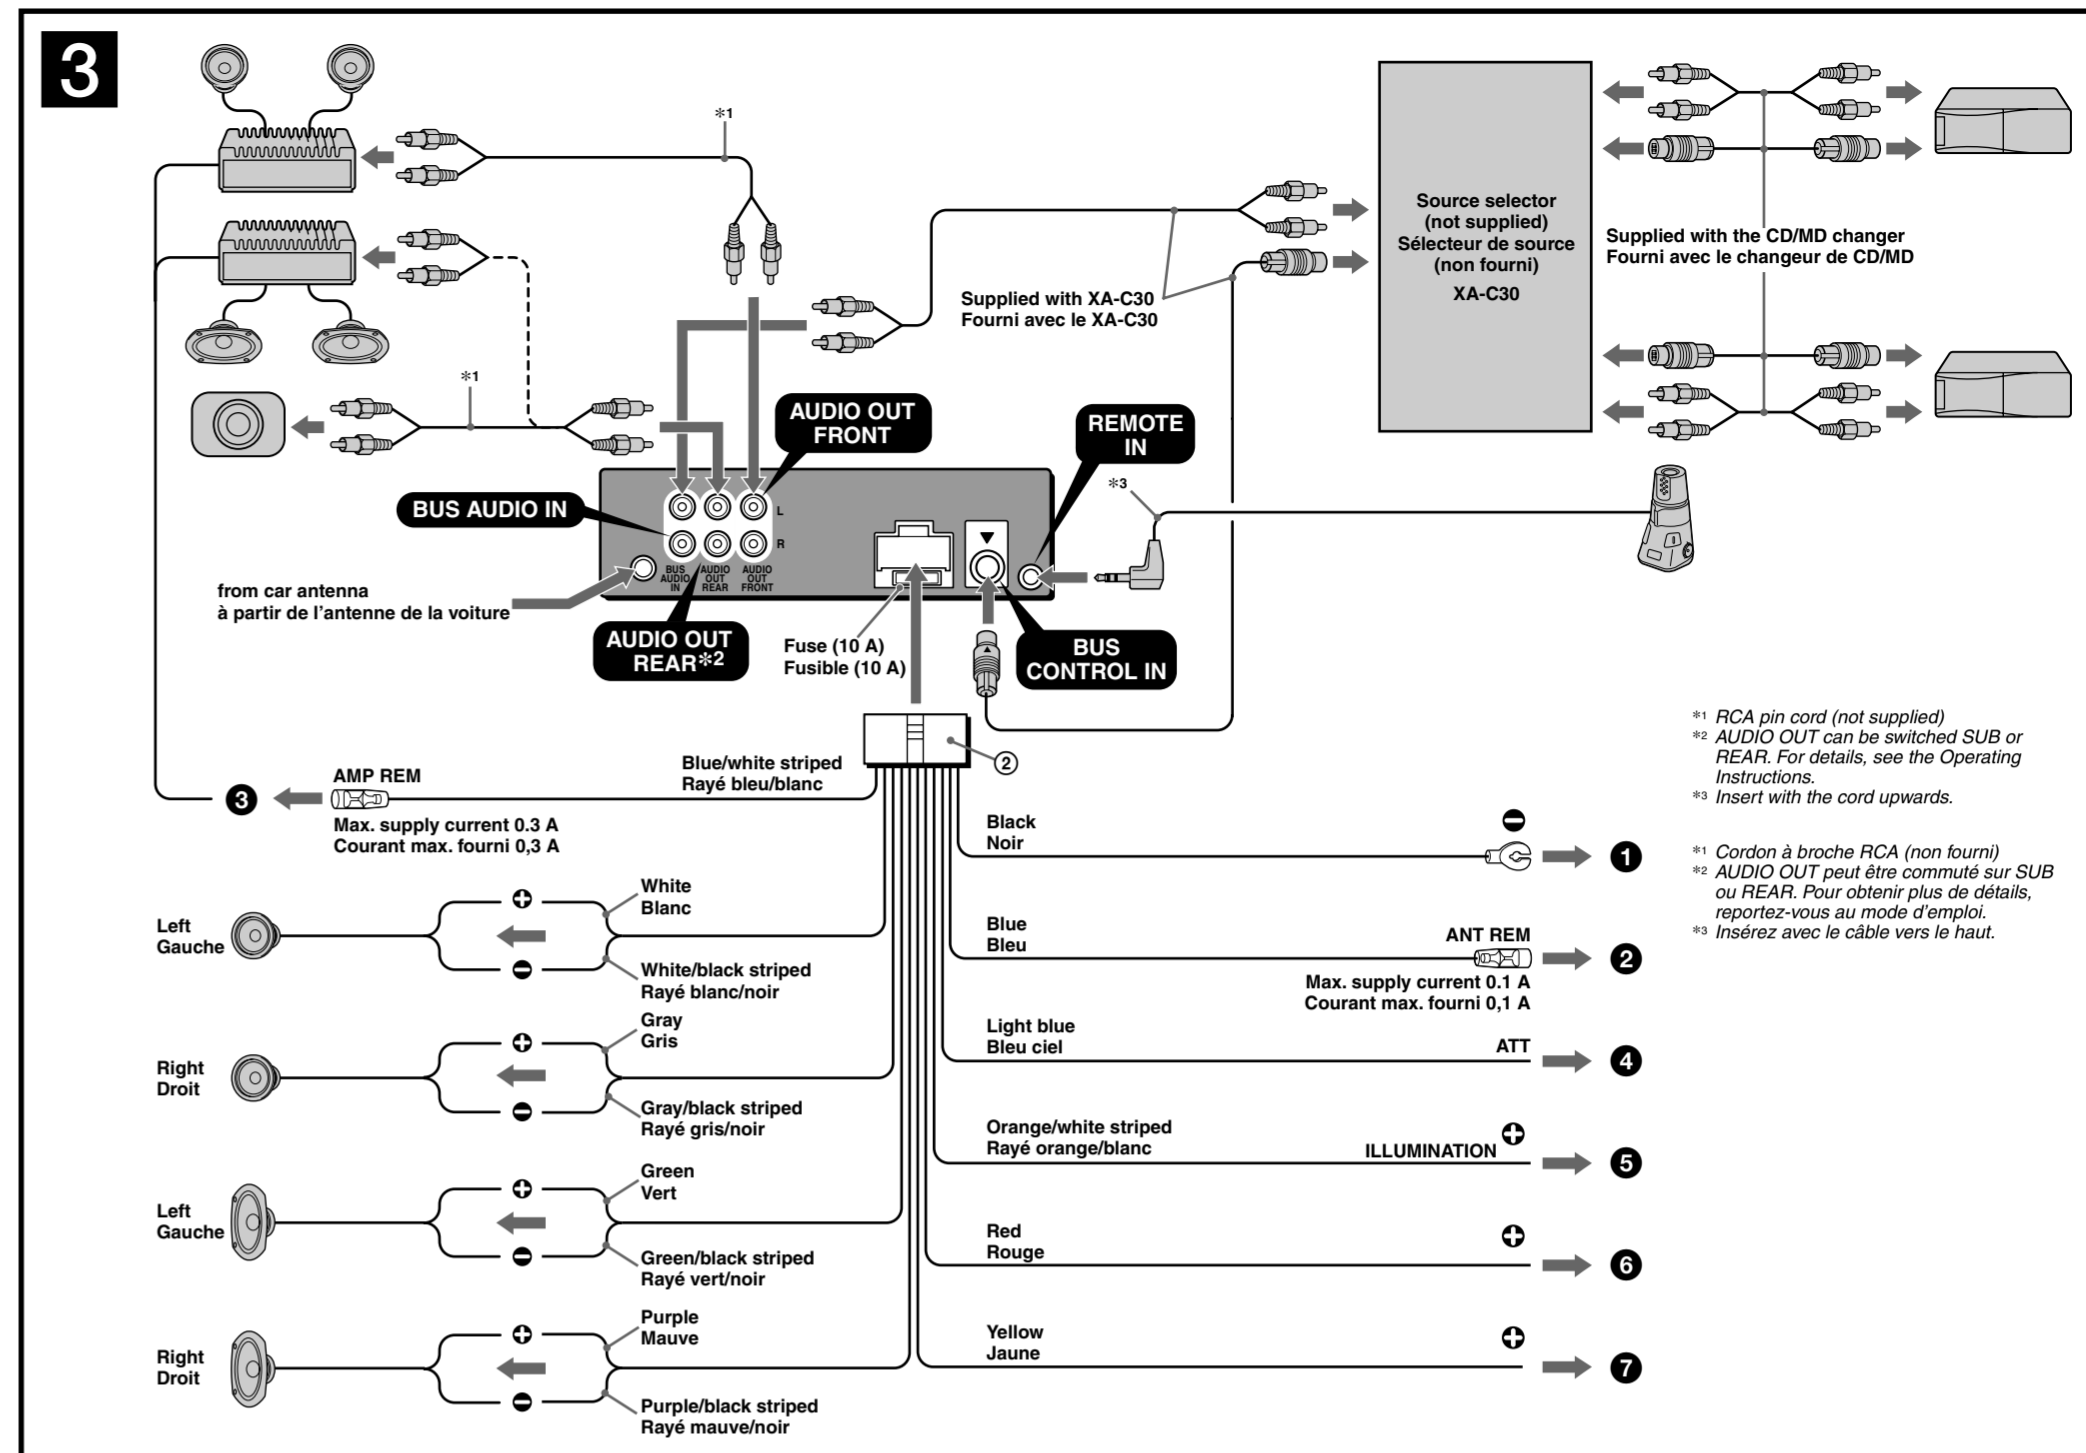 3
*1
Source selector
(not supplied)
Sélecteur de source
(non fourni)
XA-C30
Supplied with the CD/MD changer
Fourni avec le changeur de CD/MD
Supplied with XA-C30
Fourni avec le XA-C30
*1
AUDIO OUT
FRONT
REMOTE
IN
*3
BUS AUDIO IN
L
R
BUS
AUDIO
IN
AUDIO
OUT
REAR
AUDIO
OUT
FRONT
from car antenna
à partir de l'antenne de la voiture
AUDIO OUT
REAR*2
Fuse (10 A)
Fusible (10 A)
BUS
CONTROL IN
2
*1 RCA pin cord (not supplied)
*2 AUDIO OUT can be switched SUB or
REAR. For details, see the Operating
Instructions.
*3 Insert with the cord upwards.
*1 Cordon à broche RCA (non fourni)
*2 AUDIO OUT peut être commuté sur SUB
ou REAR. Pour obtenir plus de détails,
reportez-vous au mode d'emploi.
*3 Insérez avec le câble vers le haut.
Blue/white striped
Rayé bleu/blanc
AMP REM
3
Max. supply current 0.3 A
Courant max. fourni 0,3 A
Left
Gauche
+
-
White
Blanc
White/black striped
Rayé blanc/noir
Right
Droit
+
-
Gray
Gris
Gray/black striped
Rayé gris/noir
Left
Gauche
+
-
Green
Vert
Green/black striped
Rayé vert/noir
Right
Droit
+
-
Purple
Mauve
Purple/black striped
Rayé mauve/noir
Black
Noir
-
1
Blue
Bleu
ANT REM
2
Max. supply current 0.1 A
Courant max. fourni 0,1 A
Light blue
Bleu ciel
ATT
4
Orange/white striped
Rayé orange/blanc
ILLUMINATION
+
5
Red
Rouge
+
6
Yellow
Jaune
+
7